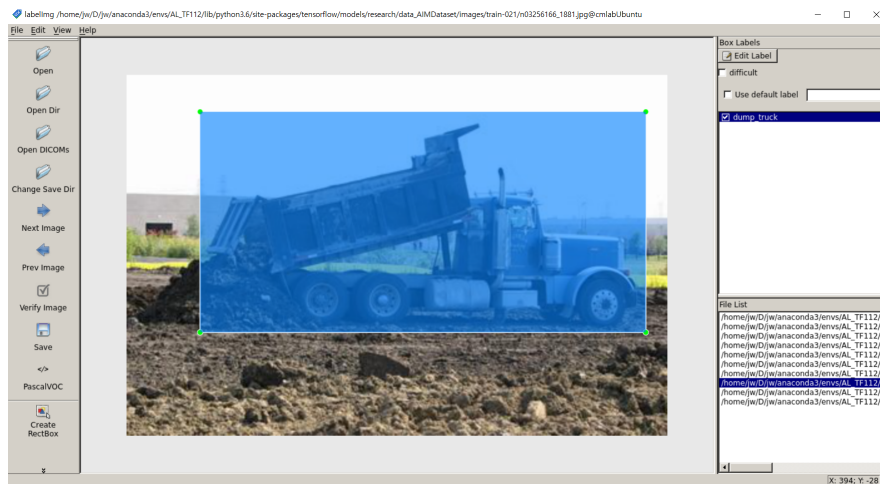 labelImg /home/jw/D/jw/anaconda3/envs/AL_TF112/lib/python3.6/site-packages/tensorflow/models/research/data_AIMDataset/images/train-021/n03256166_1881.jpg@cmlabUbuntu
File Edit View Help
Open
Open Dir
Open DICOMs
Change Save Dir
Next Image
Prev Image
Verify Image
Save
</>
PascalVOC
Create
RectBox
Box Labels
Edit Label
difficult
Use default label
dump_truck
File List
/home/jw/D/jw/anaconda3/envs/AL_TF112/
/home/jw/D/jw/anaconda3/envs/AL_TF112/
/home/jw/D/jw/anaconda3/envs/AL_TF112/
/home/jw/D/jw/anaconda3/envs/AL_TF112/
/home/jw/D/jw/anaconda3/envs/AL_TF112/
/home/jw/D/jw/anaconda3/envs/AL_TF112/
/home/jw/D/jw/anaconda3/envs/AL_TF112/
/home/jw/D/jw/anaconda3/envs/AL_TF112/
/home/jw/D/jw/anaconda3/envs/AL_TF112/
/home/jw/D/jw/anaconda3/envs/AL_TF112/
X: 394; Y: -28